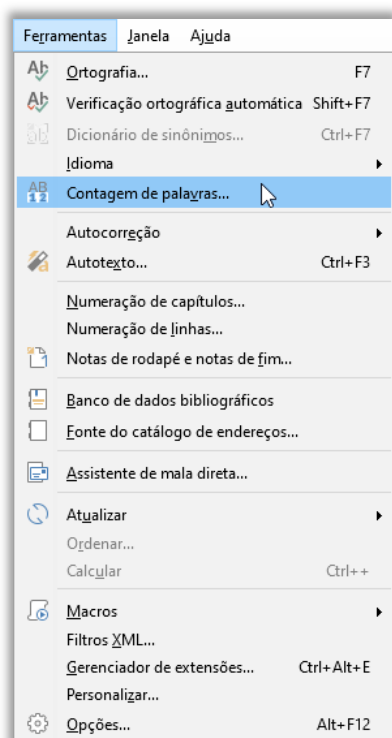 Ferramentas Janela Ajuda
Ortografia... F7
Verificação ortográfica automática Shift+F7
Dicionário de sinônimos... Ctrl+F7
Idioma
Contagem de palavras...
Autocorreção
Autotexto... Ctrl+F3
Numeração de capítulos...
Numeração de linhas...
Notas de rodapé e notas de fim...
Banco de dados bibliográficos
Fonte do catálogo de endereços...
Assistente de mala direta...
Atualizar
Ordenar...
Calcular Ctrl++
Macros
Filtros XML...
Gerenciador de extensões... Ctrl+Alt+E
Personalizar...
Opções... Alt+F12